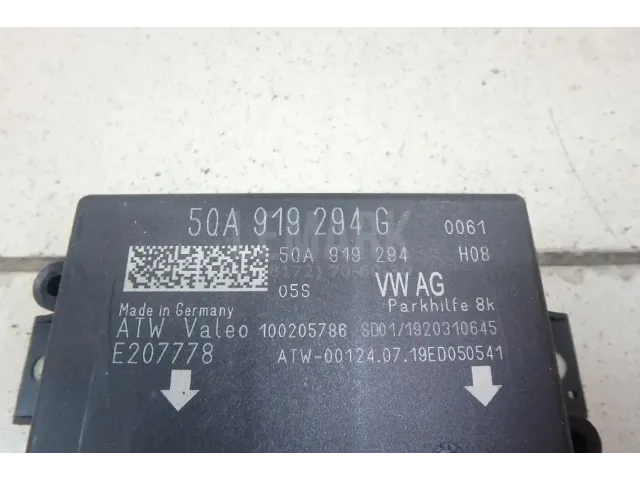 5QA 919 294 G 0061
5QA 919 294 H08
05S VW AG
Parkhilfe 8k
Made in Germany
ATW Valeo 100205786 SD01/1920310645
E207778 ATW-00124.07.19ED050541